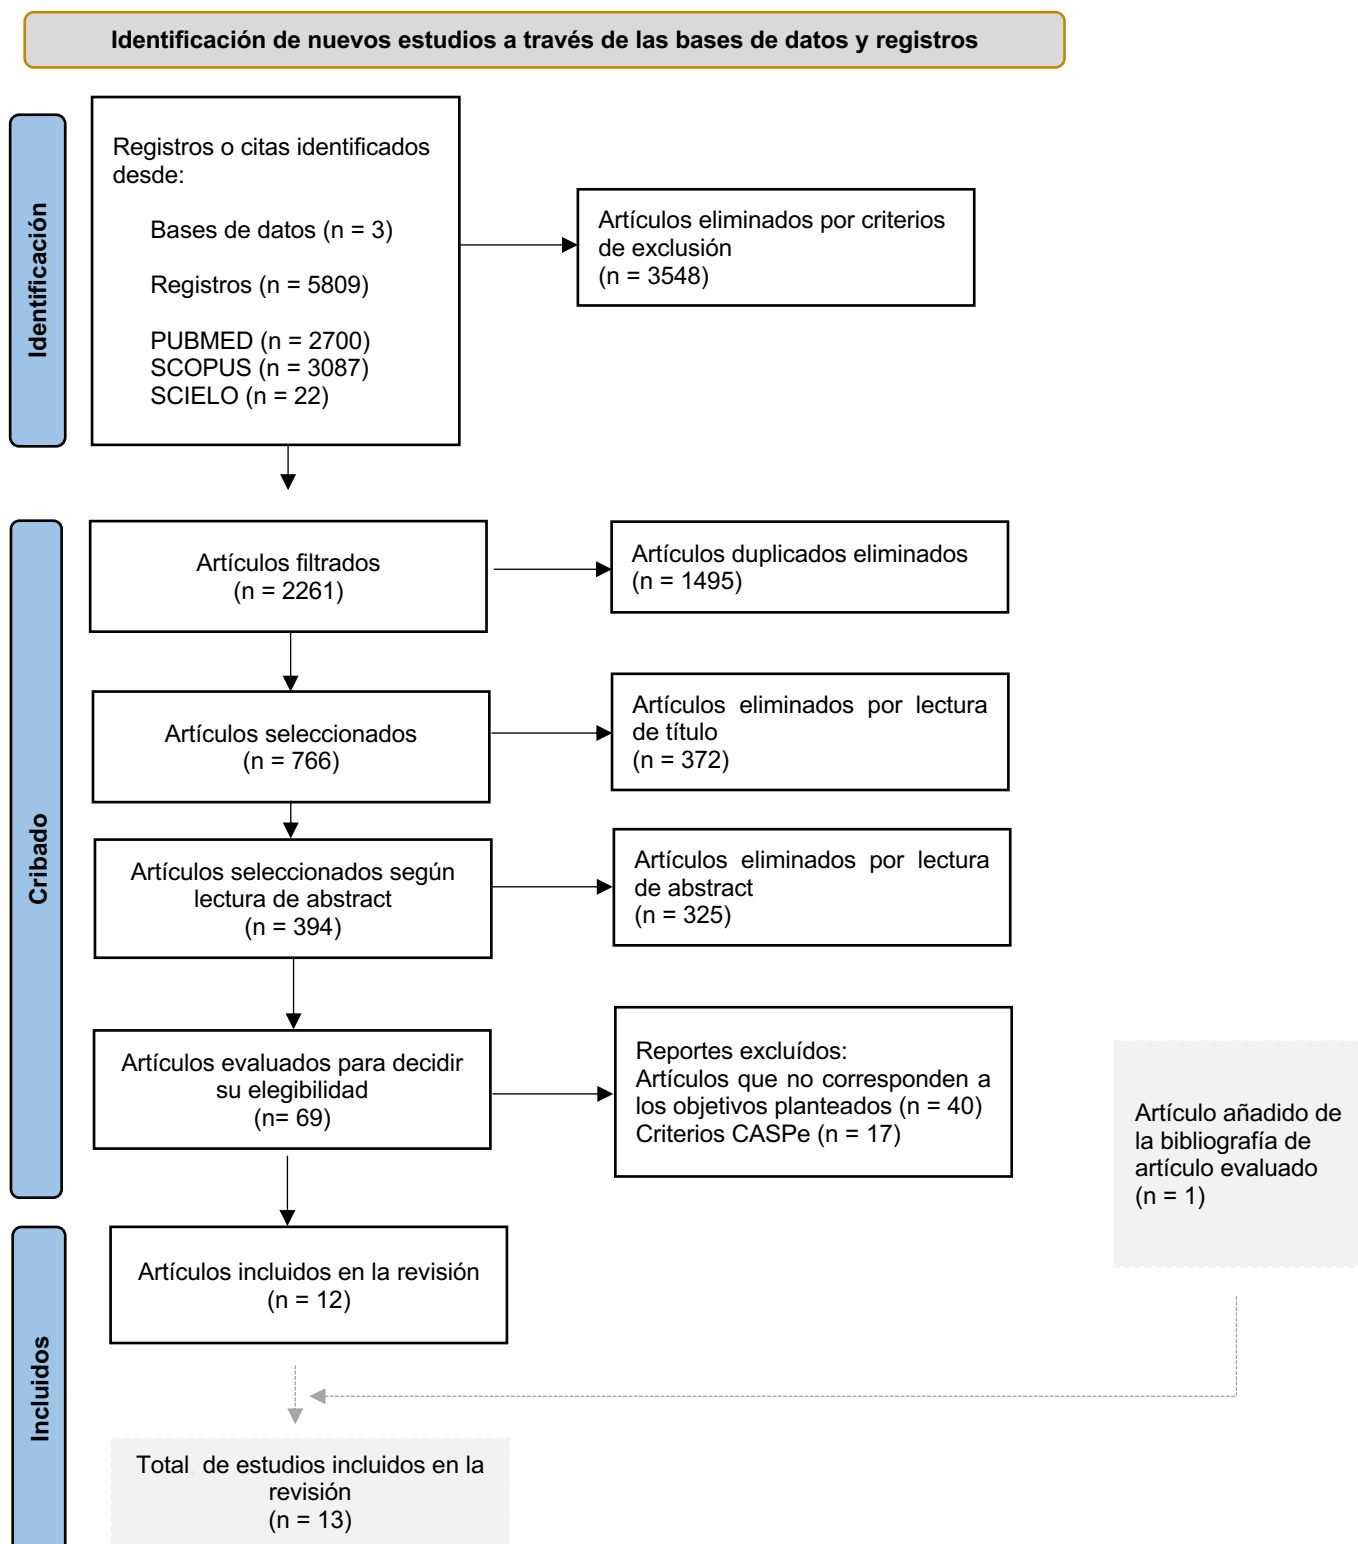 Identificación de nuevos estudios a través de las bases de datos y registros
Identificación
Registros o citas identificados
desde:
Bases de datos (n = 3)
Registros (n = 5809)
PUBMED (n = 2700)
SCOPUS (n = 3087)
SCIELO (n = 22)
Artículos eliminados por criterios
de exclusión
(n = 3548)
Cribado
Artículos filtrados
(n = 2261)
Artículos duplicados eliminados
(n = 1495)
Artículos seleccionados
(n = 766)
Artículos eliminados por lectura
de título
(n = 372)
Artículos seleccionados según
lectura de abstract
(n = 394)
Artículos eliminados por lectura
de abstract
(n = 325)
Artículos evaluados para decidir
su elegibilidad
(n= 69)
Reportes excluídos:
Artículos que no corresponden a
los objetivos planteados (n = 40)
Criterios CASPe (n = 17)
Artículo añadido de
la bibliografía de
artículo evaluado
(n = 1)
Incluidos
Artículos incluidos en la revisión
(n = 12)
Total de estudios incluidos en la
revisión
(n = 13)